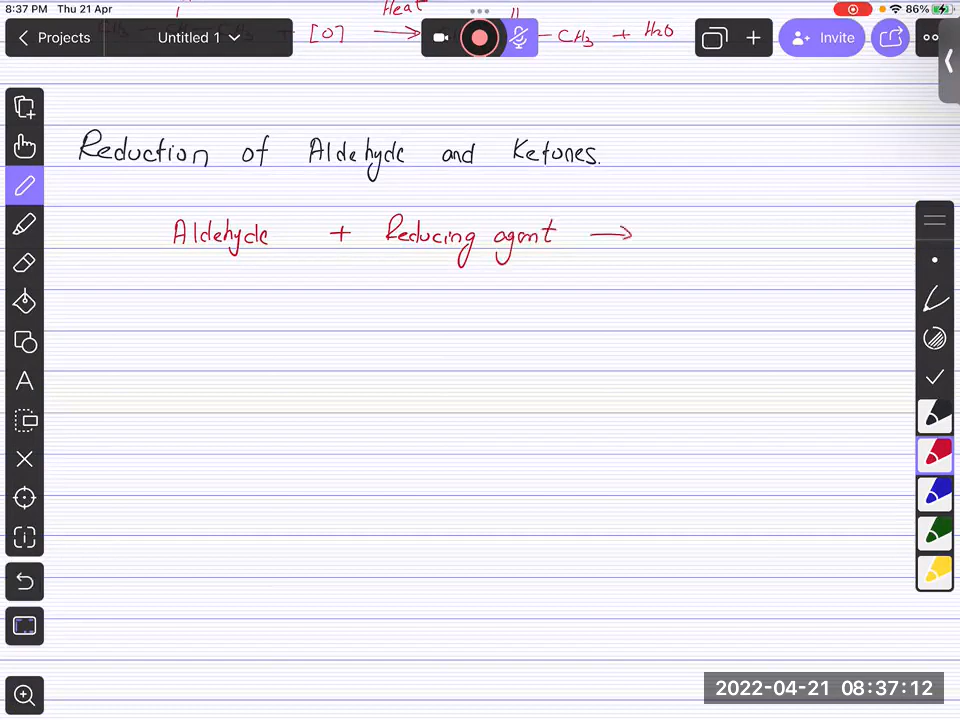 8:37 PM Thu 21 Apr
86%
Heat
Projects
Untitled 1
+ [O] → CH3 + H2O
Invite
Reduction of Aldehyde and Ketones.
Aldehyde + Reducing agent →
A
2022-04-21 08:37:12